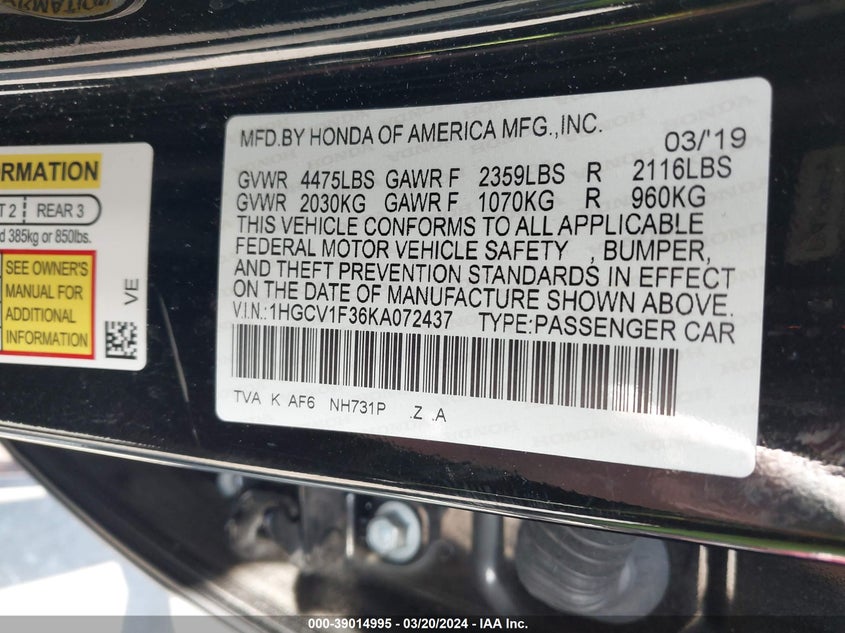 ORMATION
T 2 | REAR 3
d 385kg or 850lbs.
SEE OWNER'S
MANUAL FOR
ADDITIONAL
INFORMATION
VE
MFD.BY HONDA OF AMERICA MFG.,INC.
03/'19
GVWR 4475LBS GAWR F 2359LBS R 2116LBS
GVWR 2030KG GAWR F 1070KG R 960KG
THIS VEHICLE CONFORMS TO ALL APPLICABLE
FEDERAL MOTOR VEHICLE SAFETY , BUMPER,
AND THEFT PREVENTION STANDARDS IN EFFECT
ON THE DATE OF MANUFACTURE SHOWN ABOVE.
V.I.N.:1HGCV1F36KA072437 TYPE:PASSENGER CAR
TVA K AF6 NH731P .Z .A
000-39014995 - 03/20/2024 - IAA Inc.